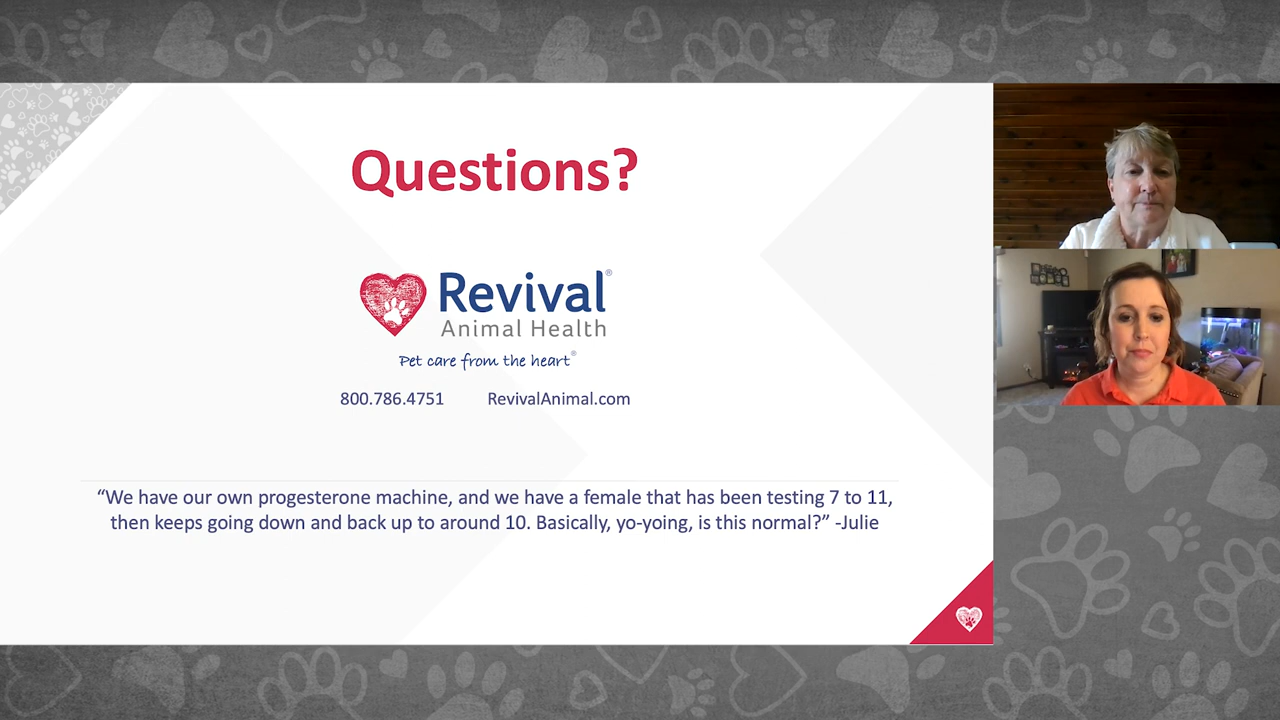 Questions?
Revival®
Animal Health
Pet care from the heart®
800.786.4751 RevivalAnimal.com
“We have our own progesterone machine, and we have a female that has been testing 7 to 11,
then keeps going down and back up to around 10. Basically, yo-yoing, is this normal?” -Julie